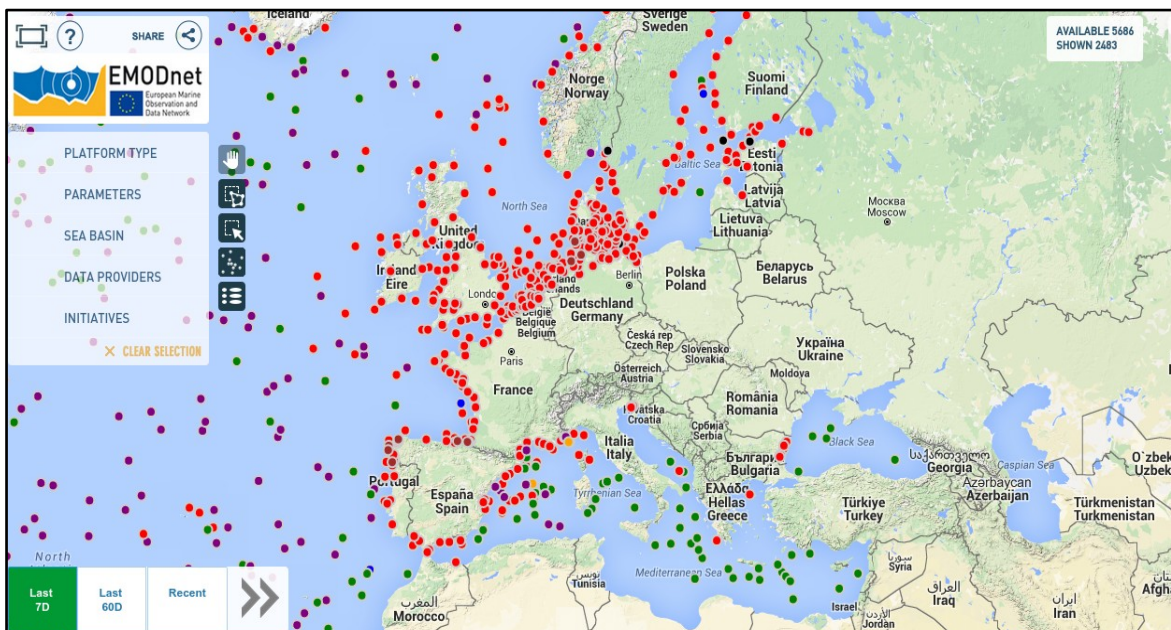 Iceland
SHARE
EMODnet
European Marine
Observation and
Data Network
PLATFORM TYPE
PARAMETERS
SEA BASIN
DATA PROVIDERS
INITIATIVES
CLEAR SELECTION
AVAILABLE 5686
SHOWN 2483
Sverige
Sweden
Norge
Norway
Suomi
Finland
Baltic Sea
Eesti
Estonia
Latvija
Latvia
Lietuva
Lithuania
Москва
Moscow
North Sea
United
Kingdom
Ireland
Eire
Berlin
Polska
Poland
Беларусь
Belarus
Deutschland
Germany
België
Belgique
Belgium
Paris
France
Česká rep
Czech Rep
Slovensko
Slovakia
Österreich
Austria
Україна
Ukraine
Moldova
România
Romania
Hrvatska
Croatia
Србија
Serbia
Italia
Italy
България
Bulgaria
Black Sea
საქართველო
Georgia
Caspian Sea
Azərbaycan
Azerbaijan
O'zbek
Uzbek
Türkmenistan
Turkmenistan
Portugal
España
Spain
Tyrrhenian Sea
Ελλάδα
Hellas
Greece
Türkiye
Turkey
Mediterranean Sea
تونس
Tunisia
المغرب
Morocco
سوريا
Syria
العراق
Iraq
ایران
Iran
Israel
الأردن
Jordan
North
Last
7D
Last
60D
Recent